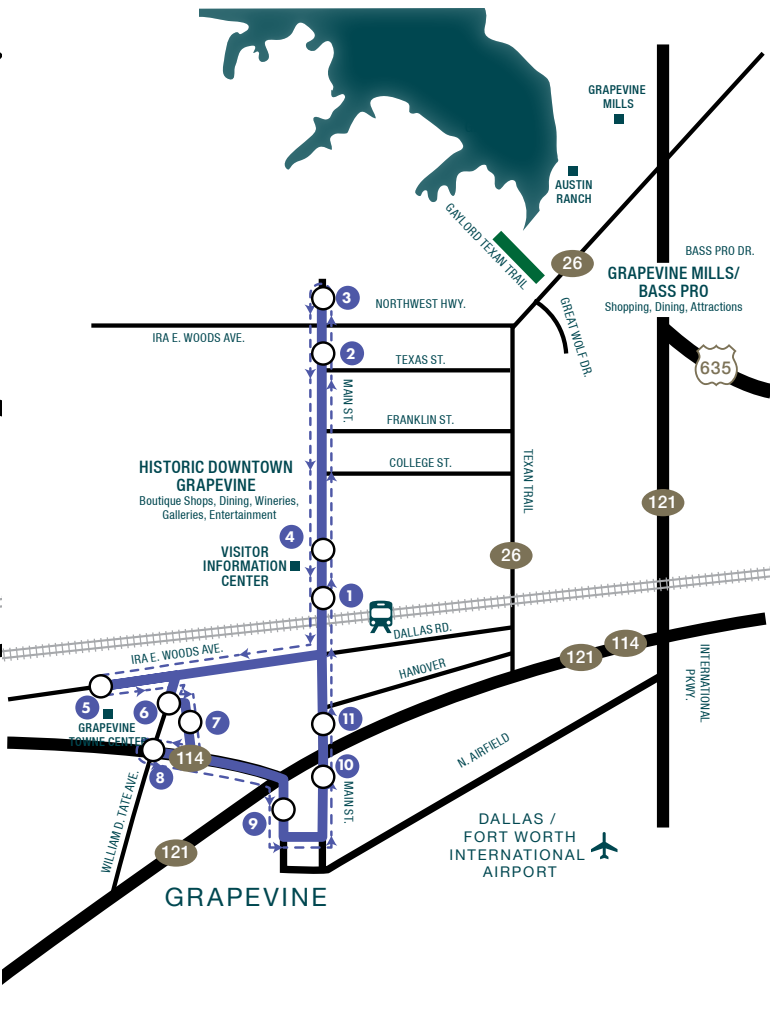 GRAPEVINE
MILLS
AUSTIN
RANCH
GAYLORD TEXAN TRAIL
26
BASS PRO DR.
GRAPEVINE MILLS/
BASS PRO
Shopping, Dining, Attractions
3
NORTHWEST HWY.
GREAT WOLF DR.
IRA E. WOODS AVE.
2
TEXAS ST.
635
MAIN ST.
FRANKLIN ST.
COLLEGE ST.
TEXAN TRAIL
HISTORIC DOWNTOWN
GRAPEVINE
Boutique Shops, Dining, Wineries,
Galleries, Entertainment
121
4
VISITOR
INFORMATION
CENTER
26
1
DALLAS RD.
IRA E. WOODS AVE.
114
121
HANOVER
INTERNATIONAL
PKWY.
5
6
7
GRAPEVINE
TOWNE CENTER
11
8
114
10
N. AIRFIELD
MAIN ST.
WILLIAM D. TATE AVE.
9
121
DALLAS /
FORT WORTH
INTERNATIONAL
AIRPORT
GRAPEVINE